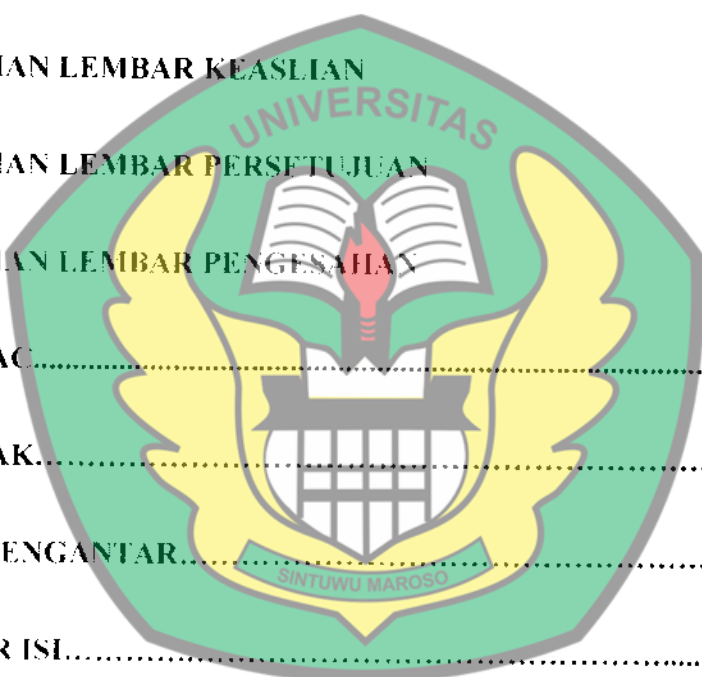 IAN LEMBAR KEASLIAN
UNIVERSITAS
IAN LEMBAR PERSETUJUAN
IAN LEMBAR PENGESAHAN
AC..............................................................................
AK..............................................................................
ENGANTAR..............................................................
SINTUWU MAROSO
R ISI..............................................................................